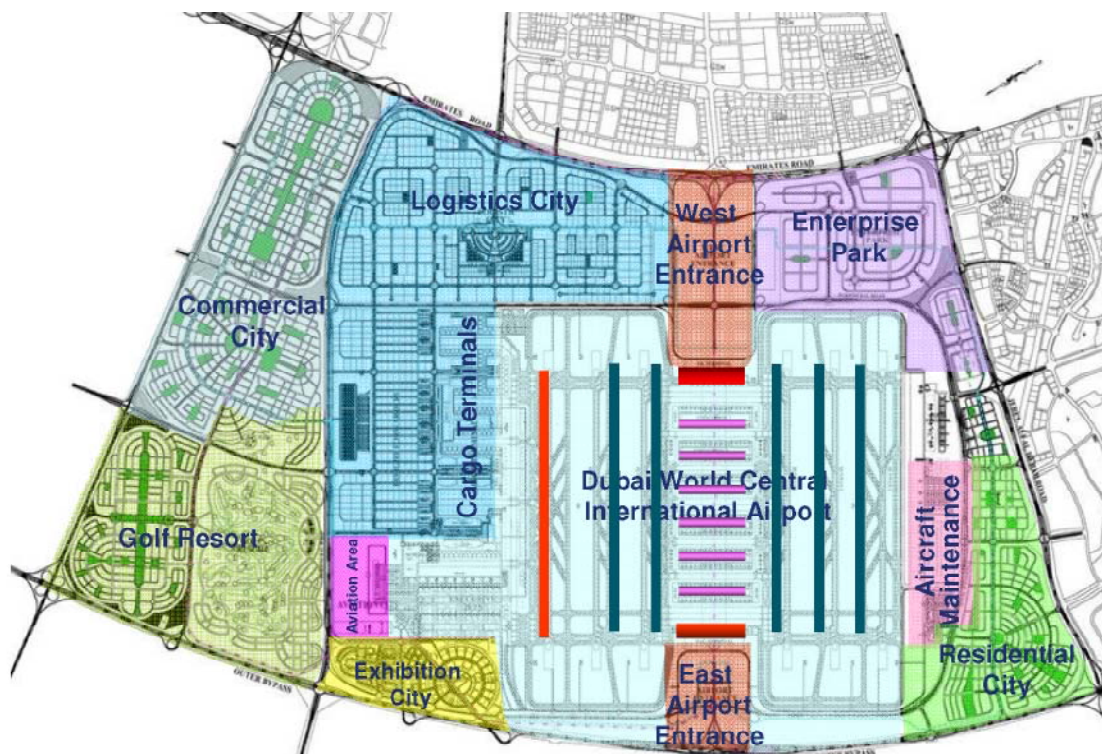 EMIRATES ROAD
EMIRATES ROAD
Logistics City
West
Airport
Entrance
Enterprise
Park
Commercial
City
Cargo Terminals
Dubai World Central
International Airport
Golf Resort
Aviation Area
Aircraft
Maintenance
Exhibition
City
East
Airport
Entrance
Residential
City
OUTER BYPASS